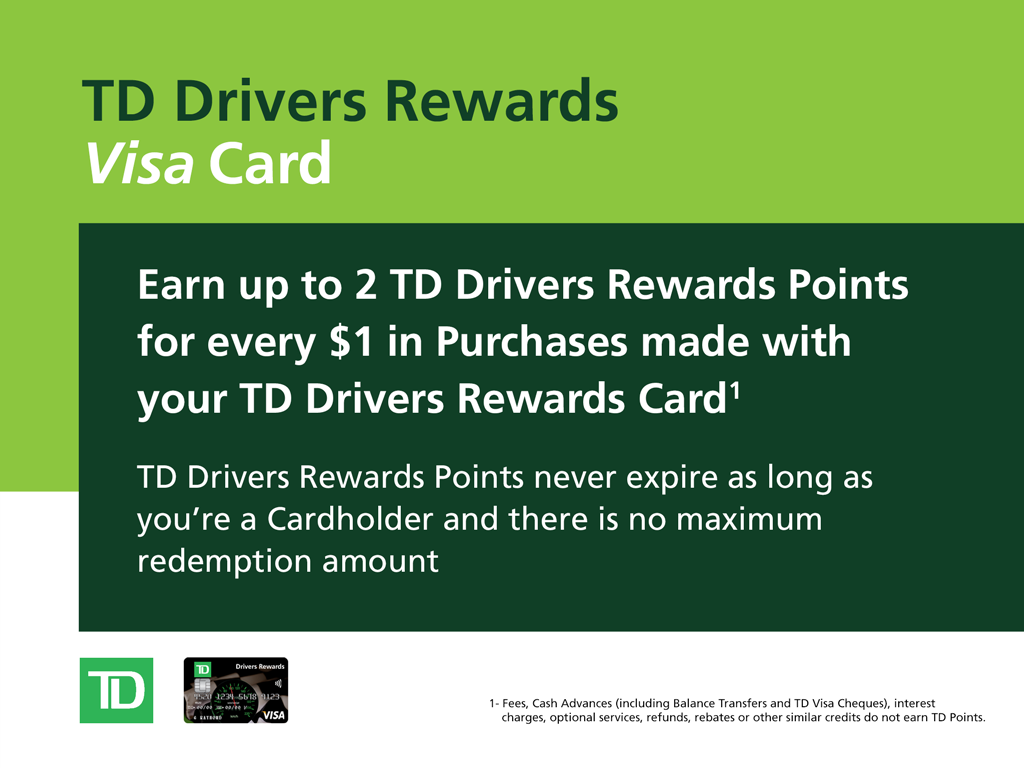 TD Drivers Rewards
Visa Card
Earn up to 2 TD Drivers Rewards Points
for every $1 in Purchases made with
your TD Drivers Rewards Card1
TD Drivers Rewards Points never expire as long as
you’re a Cardholder and there is no maximum
redemption amount
TD
TD Drivers Rewards
VISA
1- Fees, Cash Advances (including Balance Transfers and TD Visa Cheques), interest
charges, optional services, refunds, rebates or other similar credits do not earn TD Points.